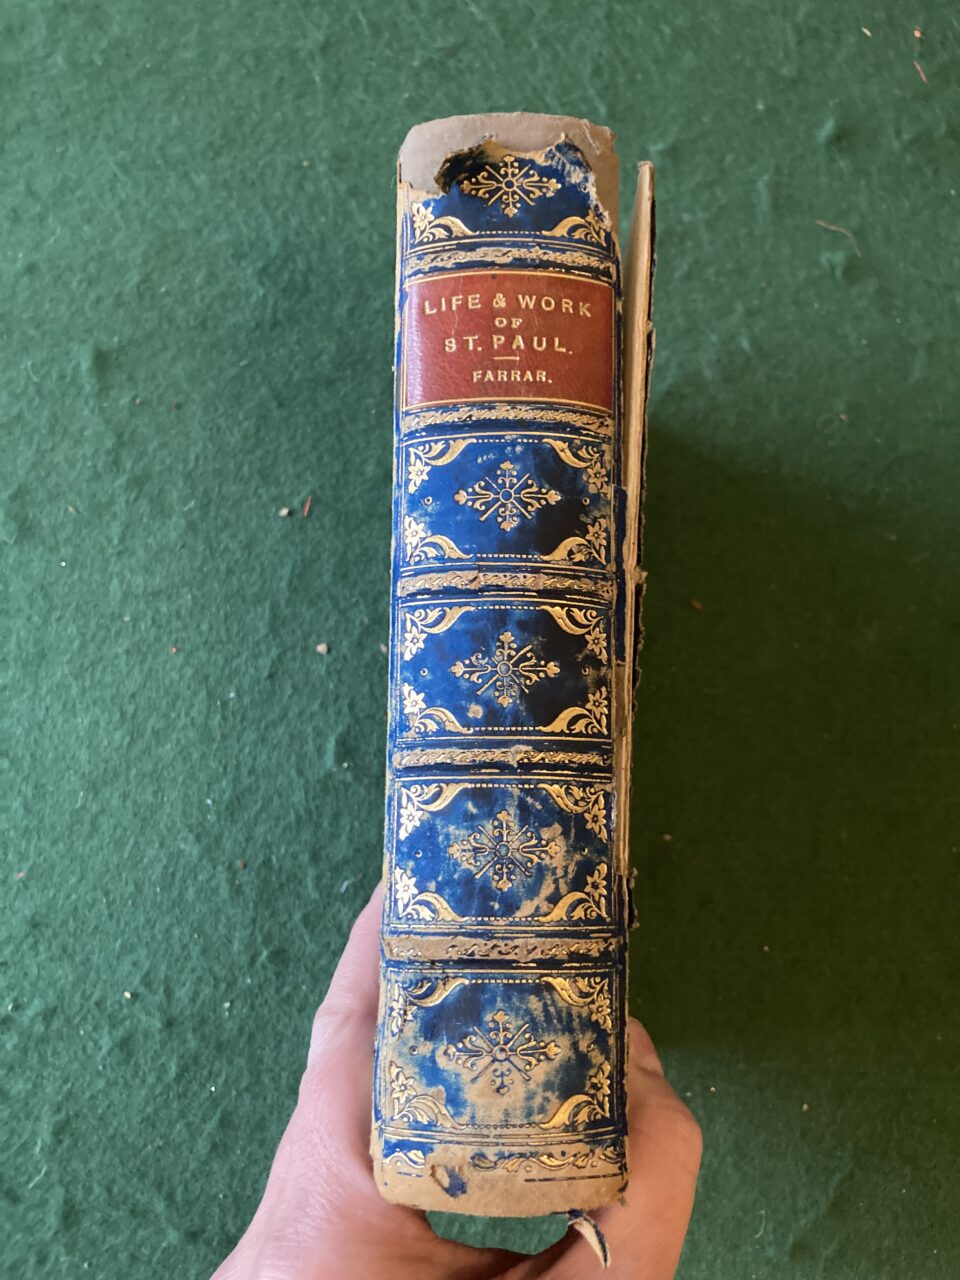 LIFE & WORK
OF
ST. PAUL.
FARRAR.